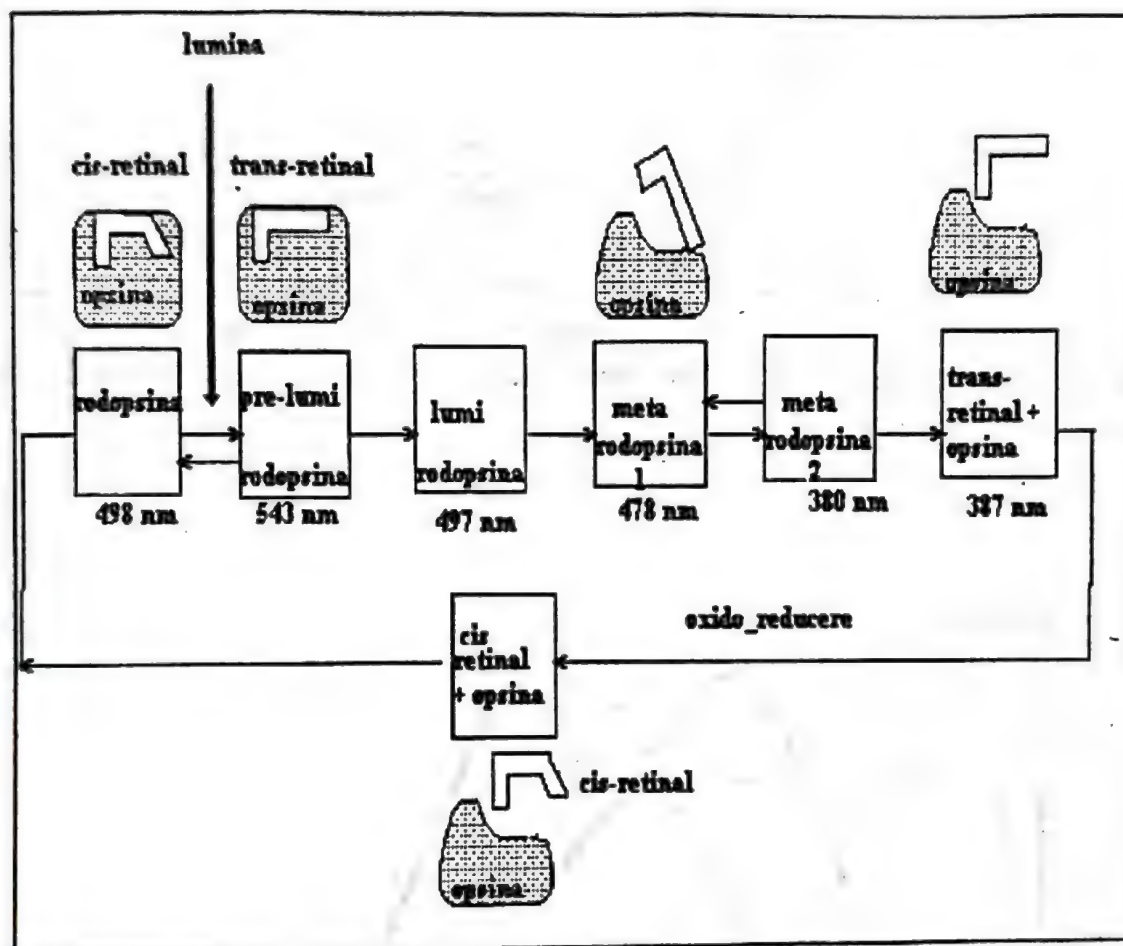 lumina
cis-retinal
trans-retinal
opsina
opsina
opsina
opsina
rodopsina
pre-lumi
rodopsina
lumi
rodopsina
meta
rodopsina
1
meta
rodopsina
2
trans-
retinal +
opsina
498 nm
543 nm
497 nm
478 nm
380 nm
387 nm
oxido_reducere
cis
retinal
+ opsina
cis-retinal
opsina